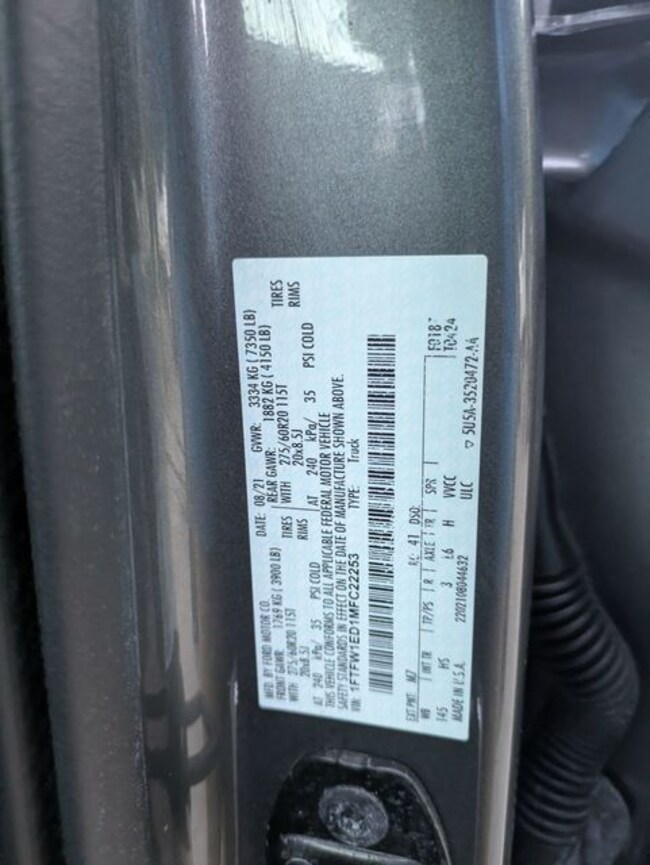 MFD. BY FORD MOTOR CO.
DATE: 08/21 GVWR: 3334 KG ( 7350 LB)
FRONT GAWR: 1769 KG ( 3900 LB) REAR GAWR: 1882 KG ( 4150 LB)
WITH 275/60R20 115T TIRES WITH 275/60R20 115T TIRES
20x8.5J RIMS 20x8.5J RIMS
AT 240 kPa/ 35 PSI COLD AT 240 kPa/ 35 PSI COLD
THIS VEHICLE CONFORMS TO ALL APPLICABLE FEDERAL MOTOR VEHICLE
SAFETY STANDARDS IN EFFECT ON THE DATE OF MANUFACTURE SHOWN ABOVE.
VIN: 1FTFW1ED1MFC22253 TYPE: Truck
EXT PNT: M7 RC: 41 DSO:
WB INT TR TP/PS R AXLE TR SPR
145 HS 3 L6 H VVCC
MADE IN U.S.A. 2202108044632 ULC
5U5A-3520472-AA